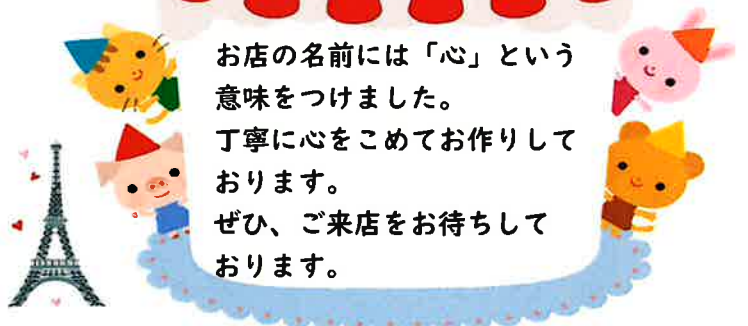 お店の名前には「心」という
意味をつけました。
丁寧に心をこめてお作りして
おります。
ぜひ、ご来店をお待ちして
おります。